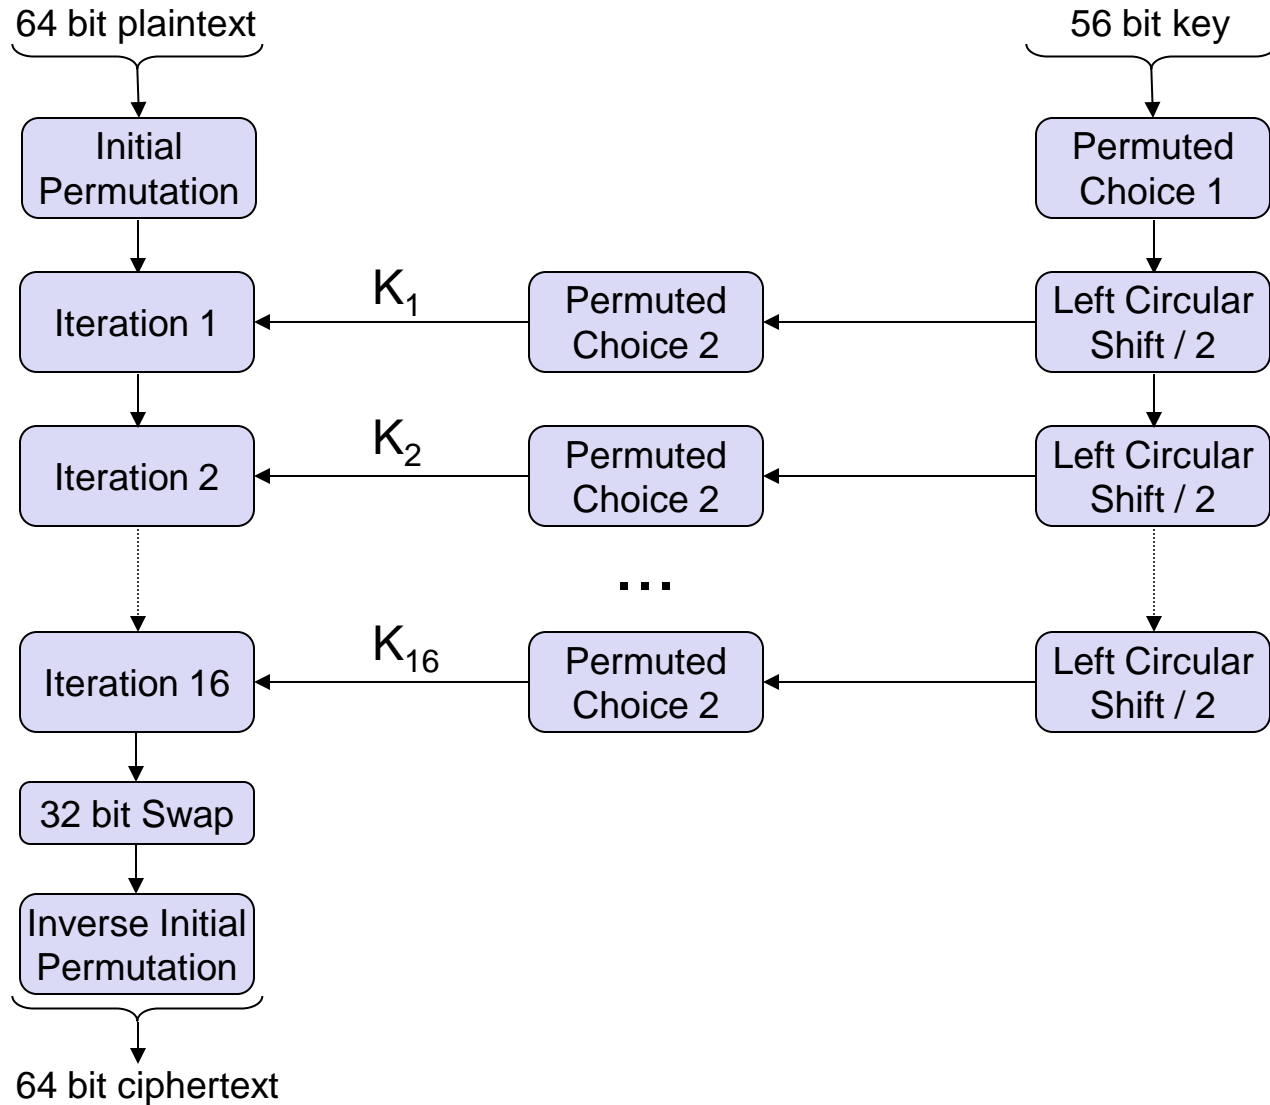 64 bit plaintext
56 bit key
Initial
Permutation
Permuted
Choice 1
Iteration 1
K1
Permuted
Choice 2
Left Circular
Shift / 2
Iteration 2
K2
Permuted
Choice 2
Left Circular
Shift / 2
...
Iteration 16
K16
Permuted
Choice 2
Left Circular
Shift / 2
32 bit Swap
Inverse Initial
Permutation
64 bit ciphertext